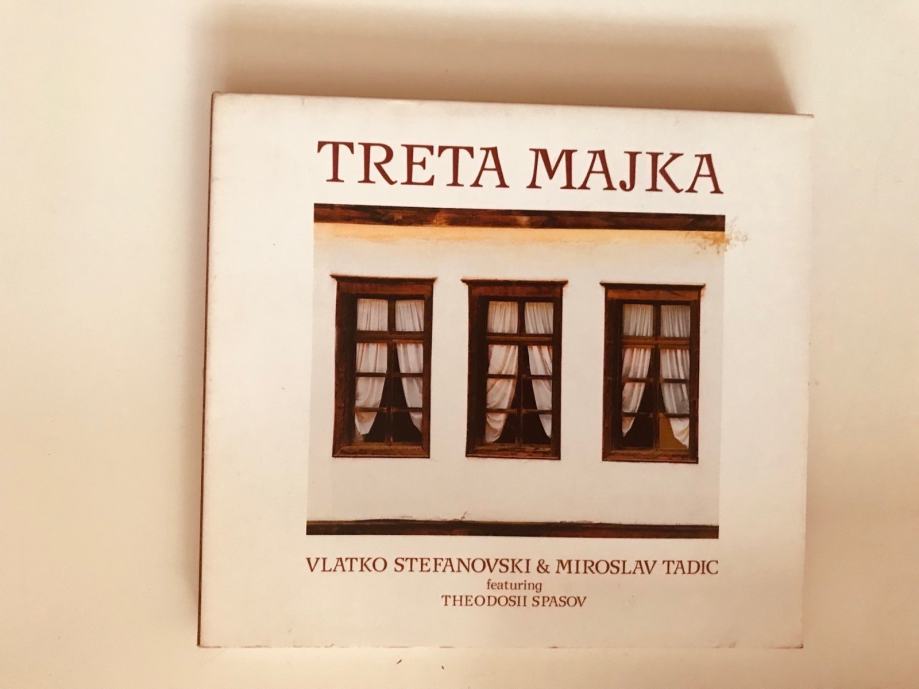 TRETA MAJKA
VLATKO STEFANOVSKI & MIROSLAV TADIC
featuring
THEODOSII SPASOV